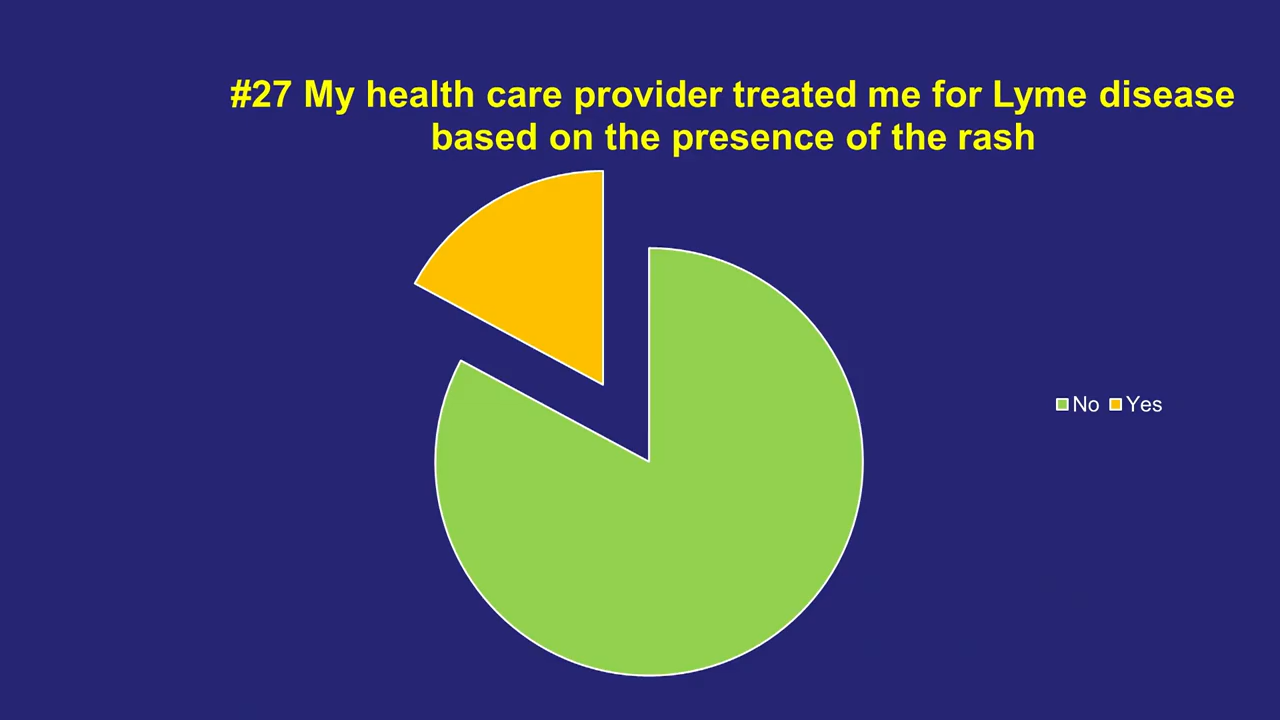 #27 My health care provider treated me for Lyme disease
based on the presence of the rash
No Yes